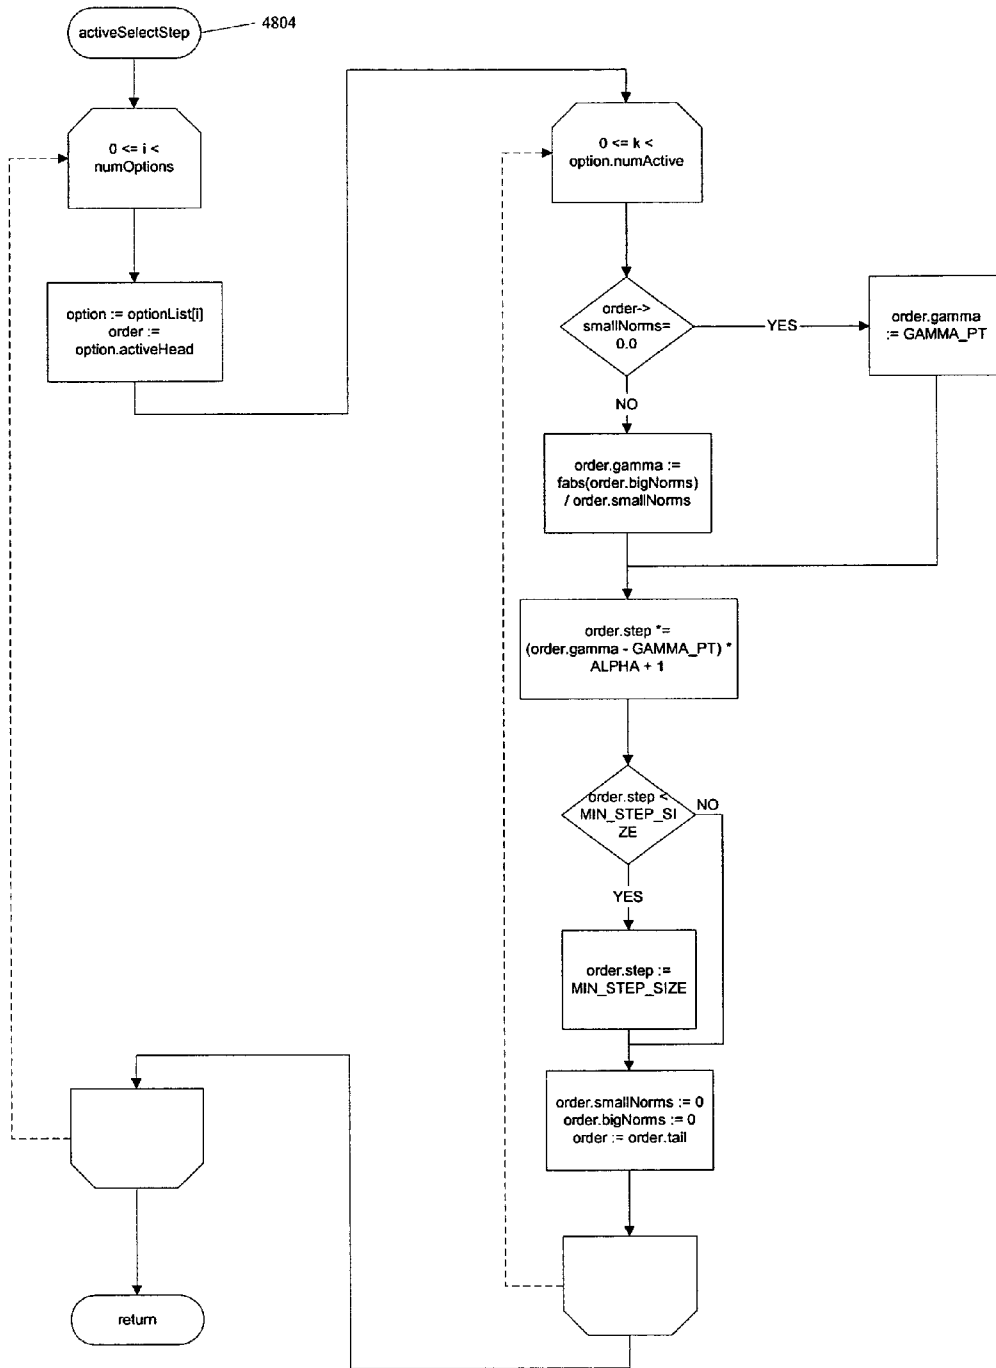 activeSelectStep
4804
0 <= i <
numOptions
option := optionList[i]
order :=
option.activeHead
0 <= k <
option.numActive
order->
smallNorms=
0.0
YES
order.gamma
:= GAMMA_PT
NO
order.gamma :=
fabs(order.bigNorms)
/ order.smallNorms
order.step *=
(order.gamma - GAMMA_PT) *
ALPHA + 1
order.step <
MIN_STEP_SI
ZE
NO
YES
order.step :=
MIN_STEP_SIZE
order.smallNorms := 0
order.bigNorms := 0
order := order.tail
return